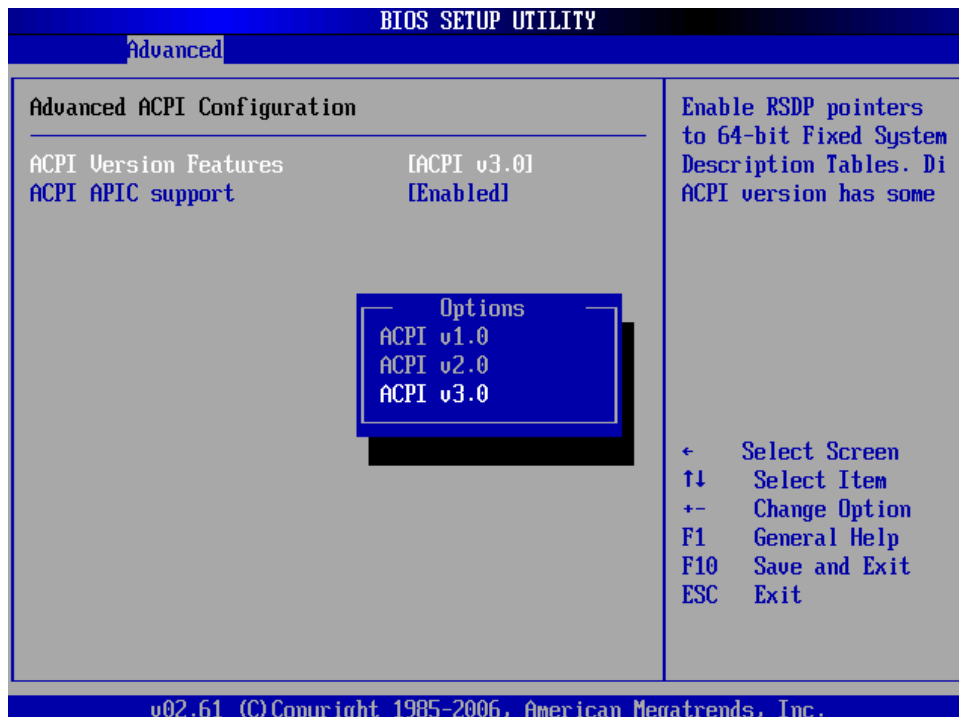 BIOS SETUP UTILITY
Advanced
Advanced ACPI Configuration
ACPI Version Features [ACPI v3.0]
ACPI APIC support [Enabled]
Options
ACPI v1.0
ACPI v2.0
ACPI v3.0
Enable RSDP pointers
to 64-bit Fixed System
Description Tables. Di
ACPI version has some
← Select Screen
↑↓ Select Item
+- Change Option
F1 General Help
F10 Save and Exit
ESC Exit
v02.61 (C)Copyright 1985-2006, American Megatrends, Inc.